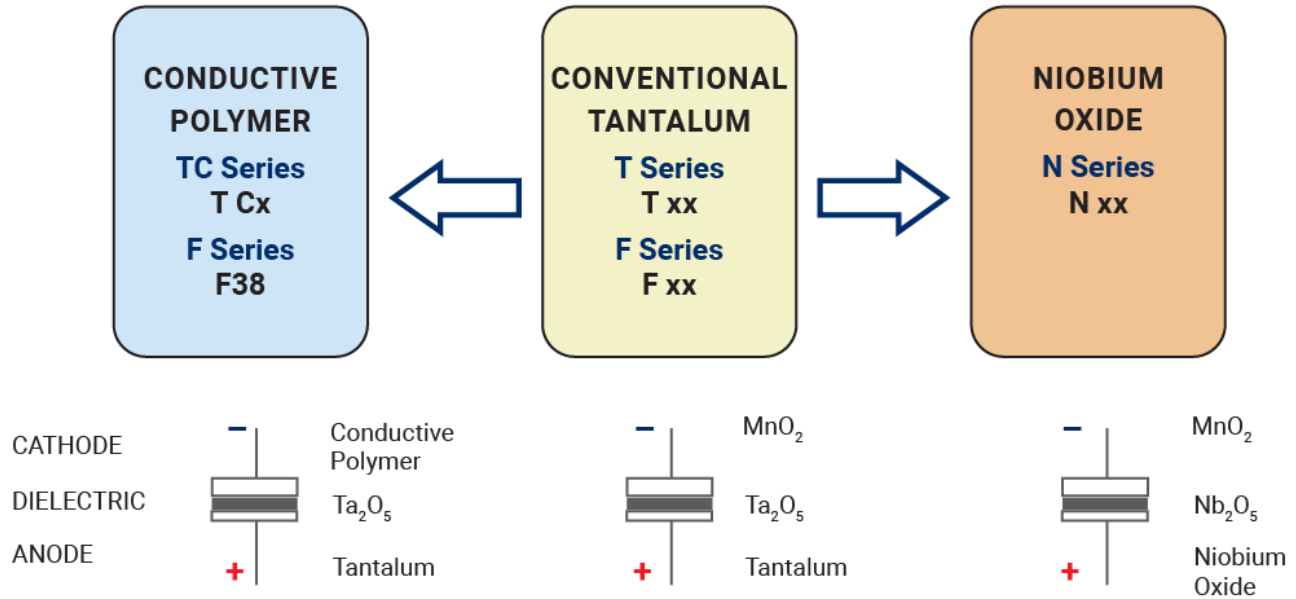 CONDUCTIVE
POLYMER
TC Series
T Cx
F Series
F38
CONVENTIONAL
TANTALUM
T Series
T xx
F Series
F xx
NIOBIUM
OXIDE
N Series
N xx
CATHODE
DIELECTRIC
ANODE
−
Conductive
Polymer
Ta₂O₅
+
Tantalum
−
MnO₂
Ta₂O₅
+
Tantalum
−
MnO₂
Nb₂O₅
+
Niobium
Oxide